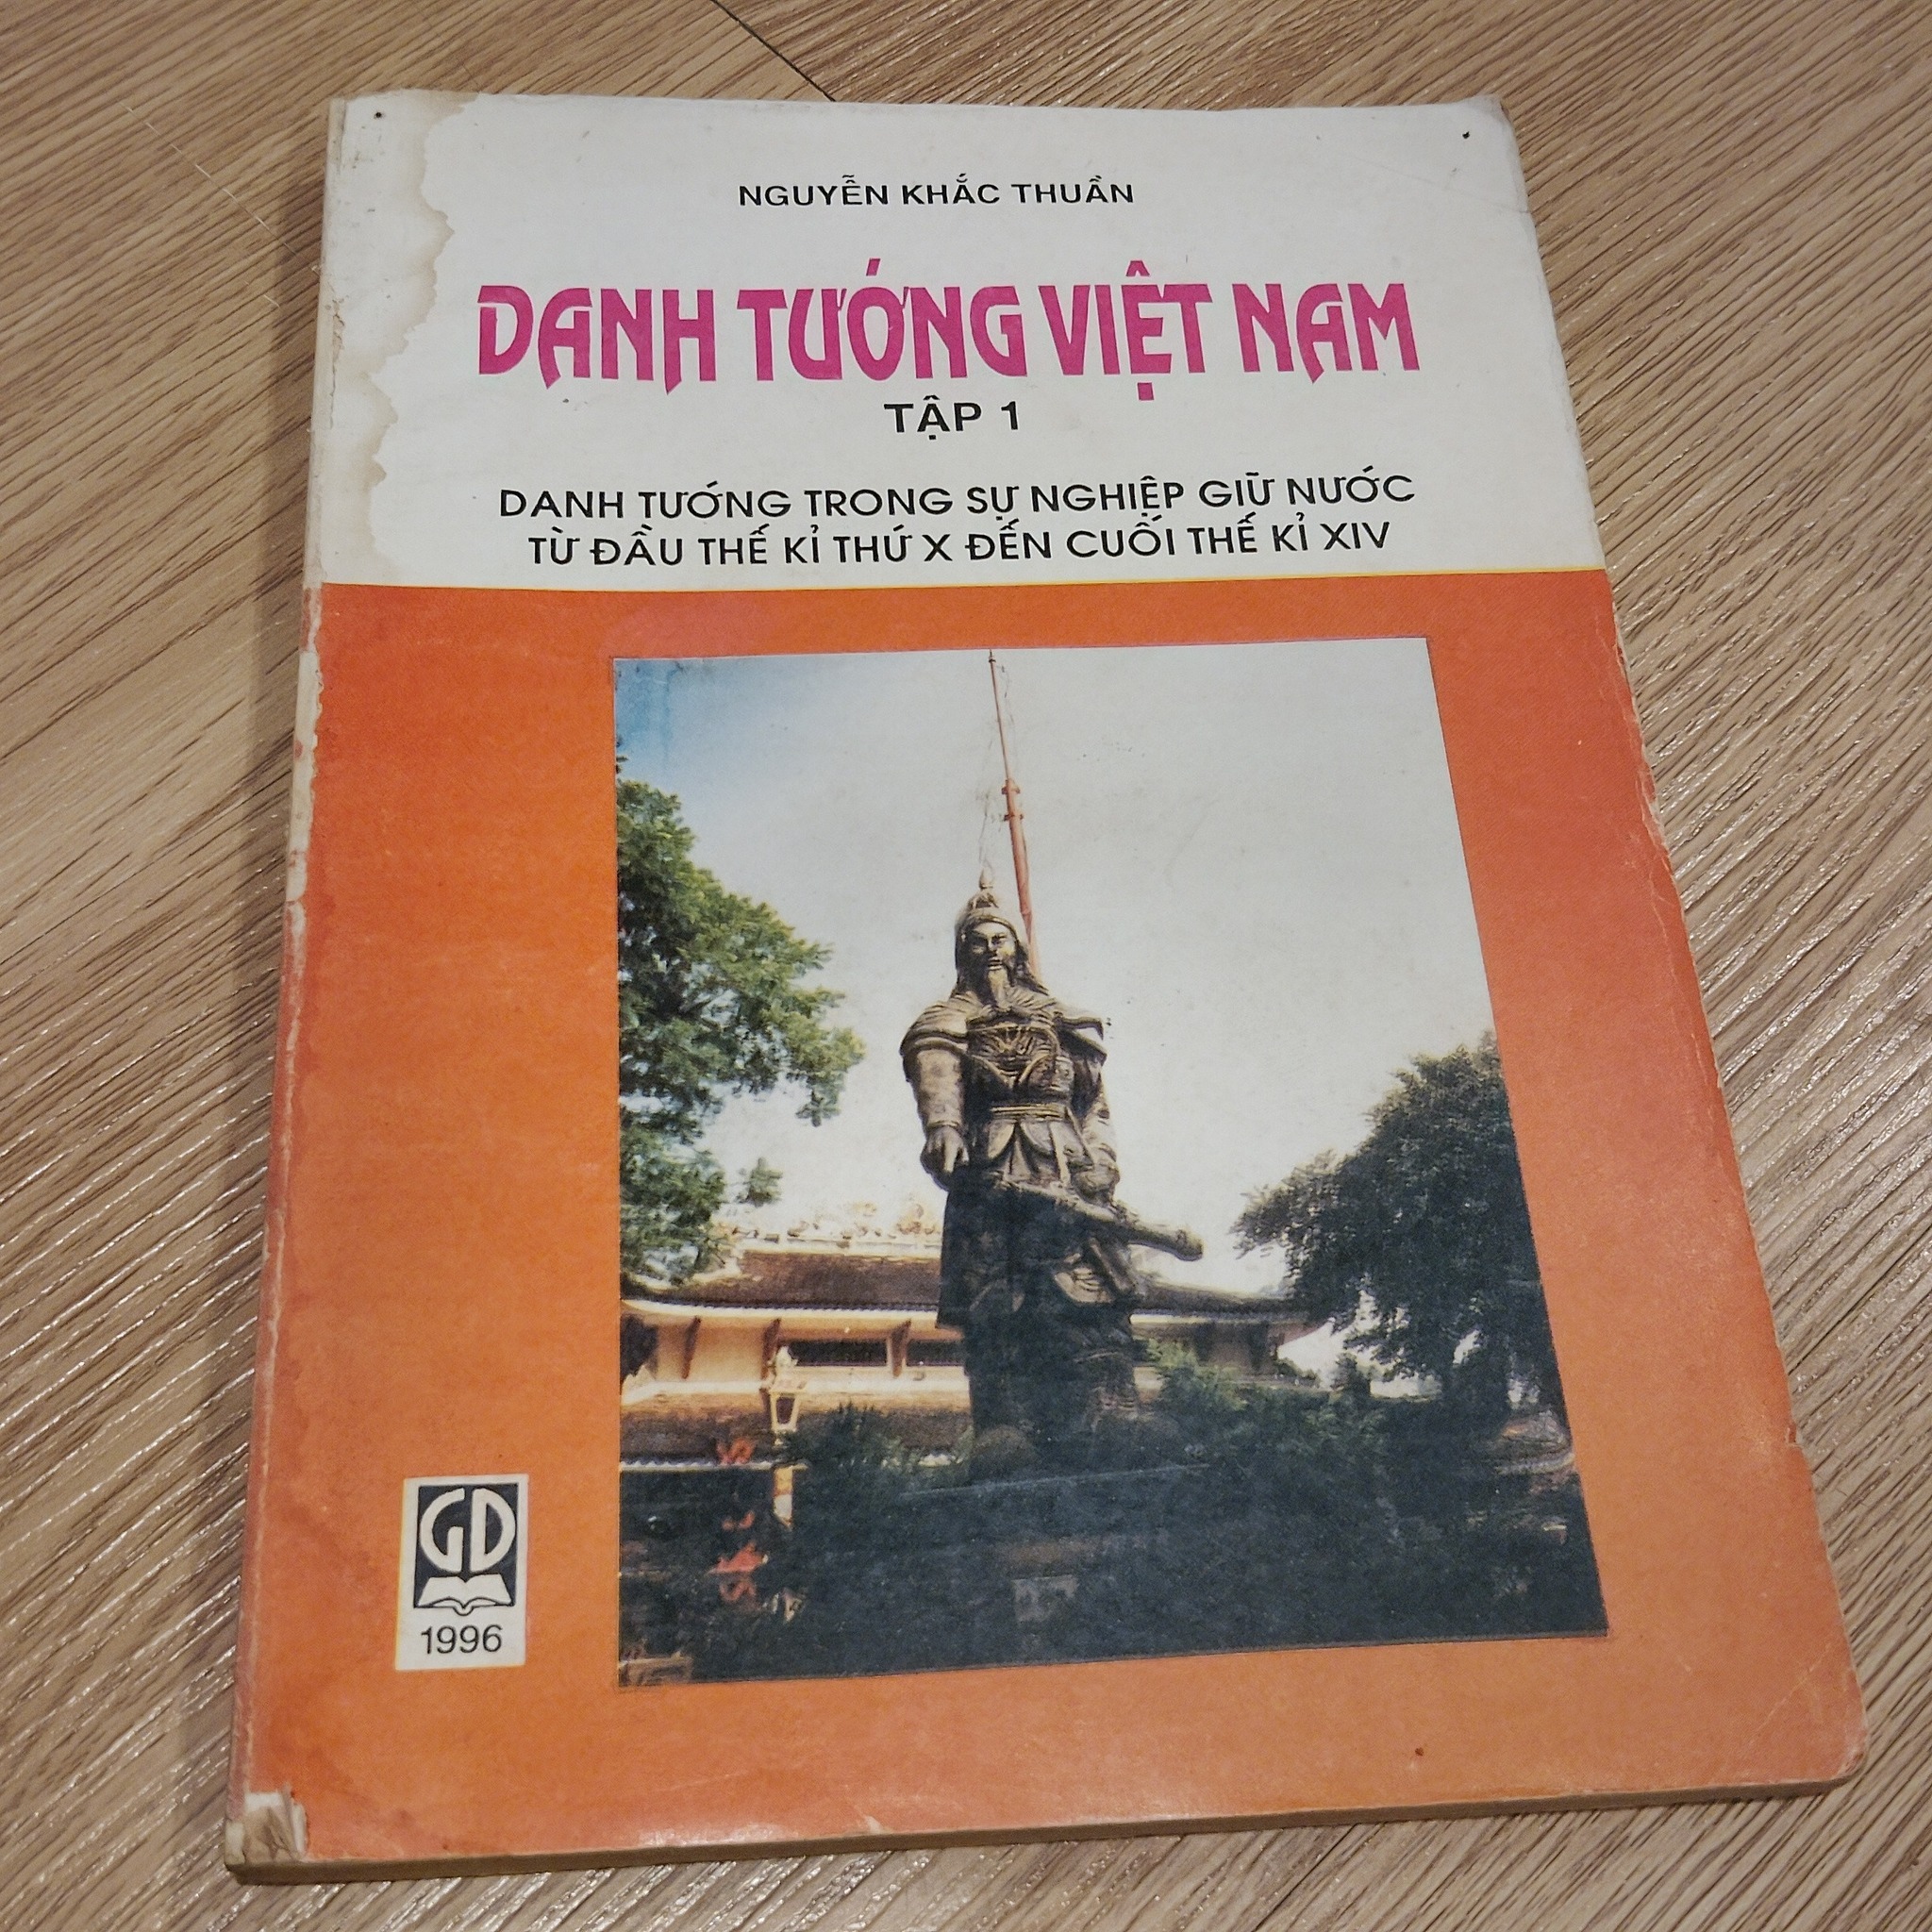 NGUYỄN KHẮC THUẦN
DANH TƯỚNG VIỆT NAM
TẬP 1
DANH TƯỚNG TRONG SỰ NGHIỆP GIỮ NƯỚC
TỪ ĐẦU THẾ KỈ THỨ X ĐẾN CUỐI THẾ KỈ XIV
GD
1996